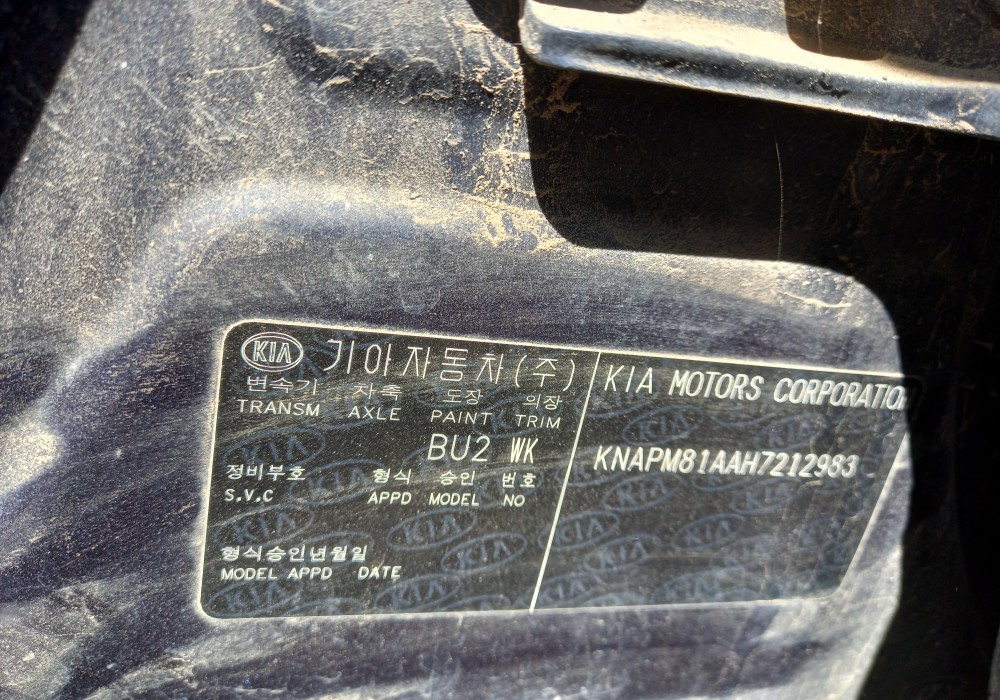 KIA 기아자동차(주)
KIA MOTORS CORPORATION
변속기 차축 도장 의장
TRANSM AXLE PAINT TRIM
BU2 WK
KNAPM81AAH7212983
정비부호 형식 승인 번호
S.V.C APPD MODEL NO
형식승인년월일
MODEL APPD DATE